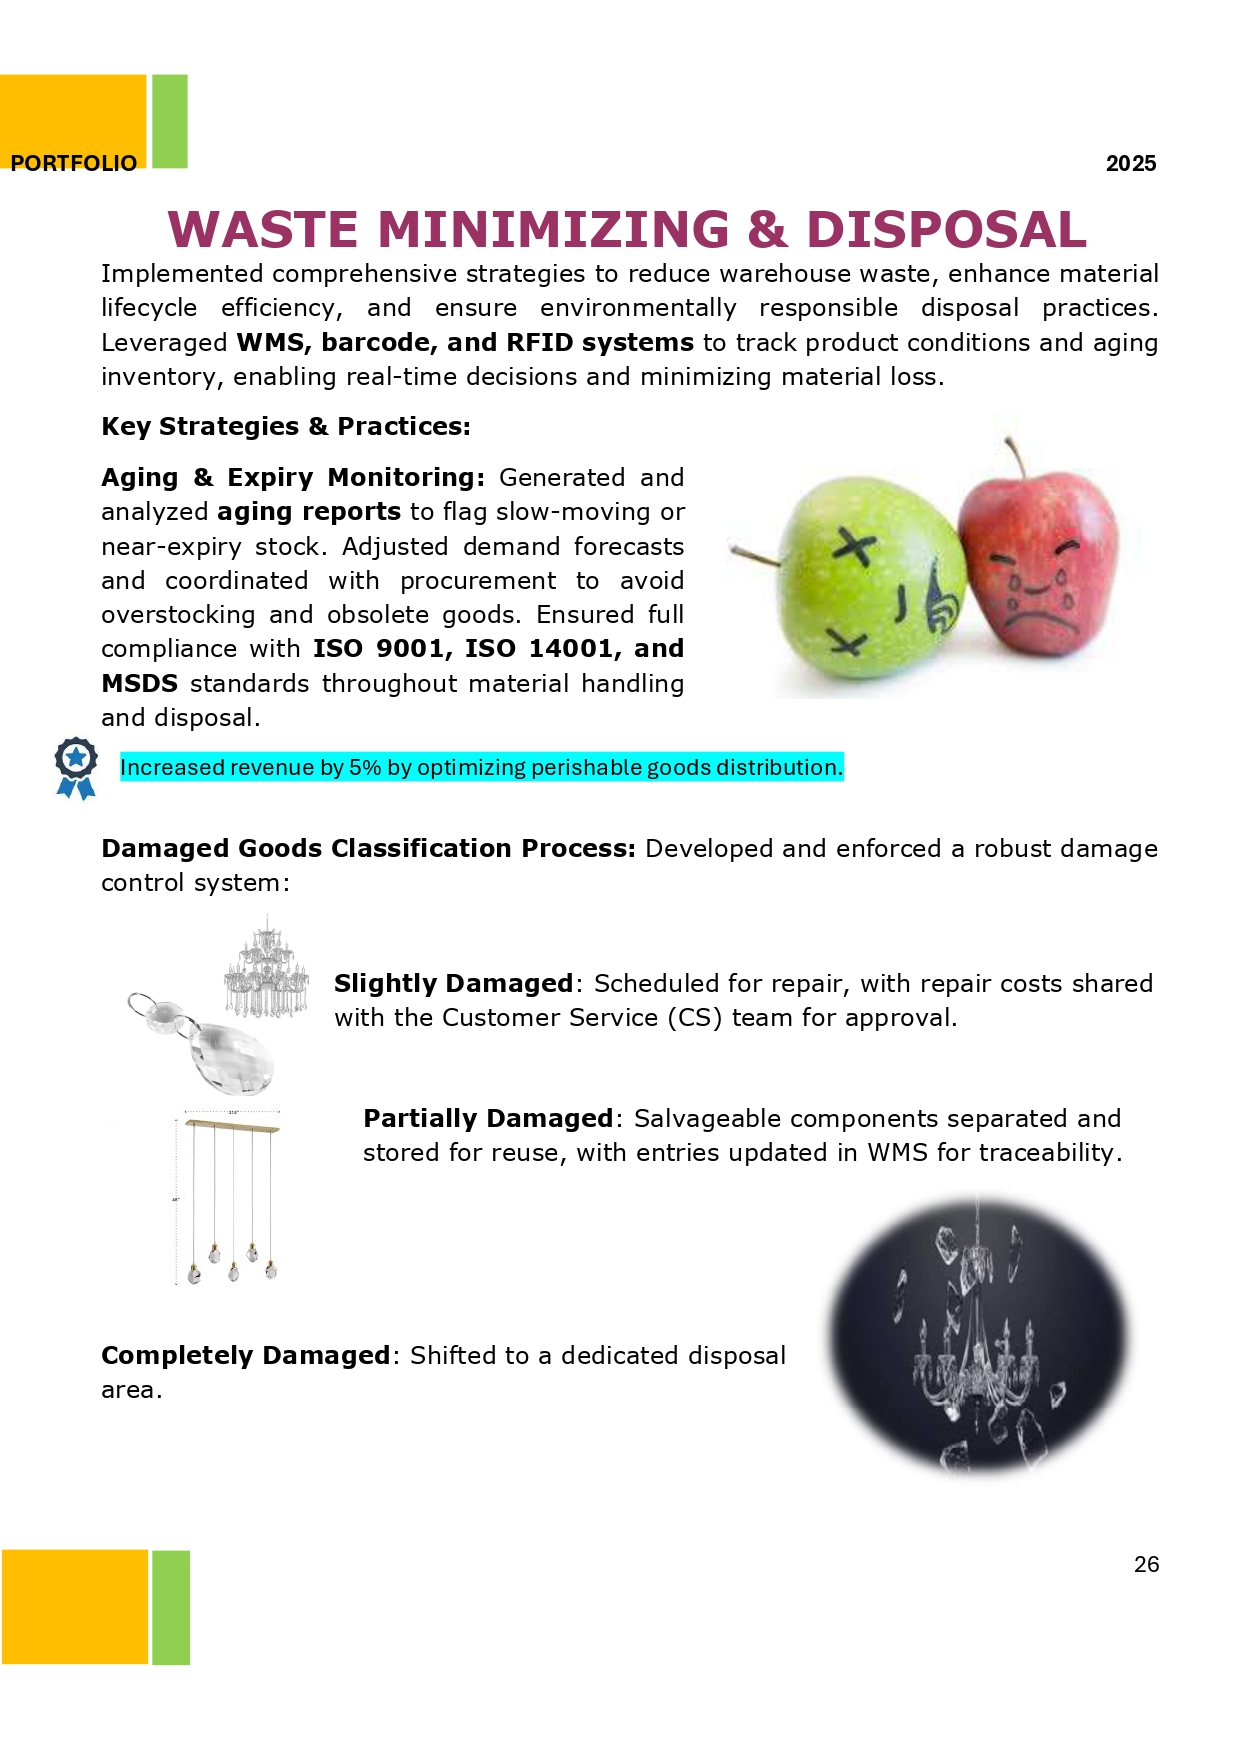 PORTFOLIO
2025
WASTE MINIMIZING & DISPOSAL
Implemented comprehensive strategies to reduce warehouse waste, enhance material
lifecycle efficiency, and ensure environmentally responsible disposal practices.
Leveraged WMS, barcode, and RFID systems to track product conditions and aging
inventory, enabling real-time decisions and minimizing material loss.
Key Strategies & Practices:
Aging & Expiry Monitoring: Generated and
analyzed aging reports to flag slow-moving or
near-expiry stock. Adjusted demand forecasts
and coordinated with procurement to avoid
overstocking and obsolete goods. Ensured full
compliance with ISO 9001, ISO 14001, and
MSDS standards throughout material handling
and disposal.
Increased revenue by 5% by optimizing perishable goods distribution.
Damaged Goods Classification Process: Developed and enforced a robust damage
control system:
Slightly Damaged: Scheduled for repair, with repair costs shared
with the Customer Service (CS) team for approval.
Partially Damaged: Salvageable components separated and
stored for reuse, with entries updated in WMS for traceability.
Completely Damaged: Shifted to a dedicated disposal
area.
26